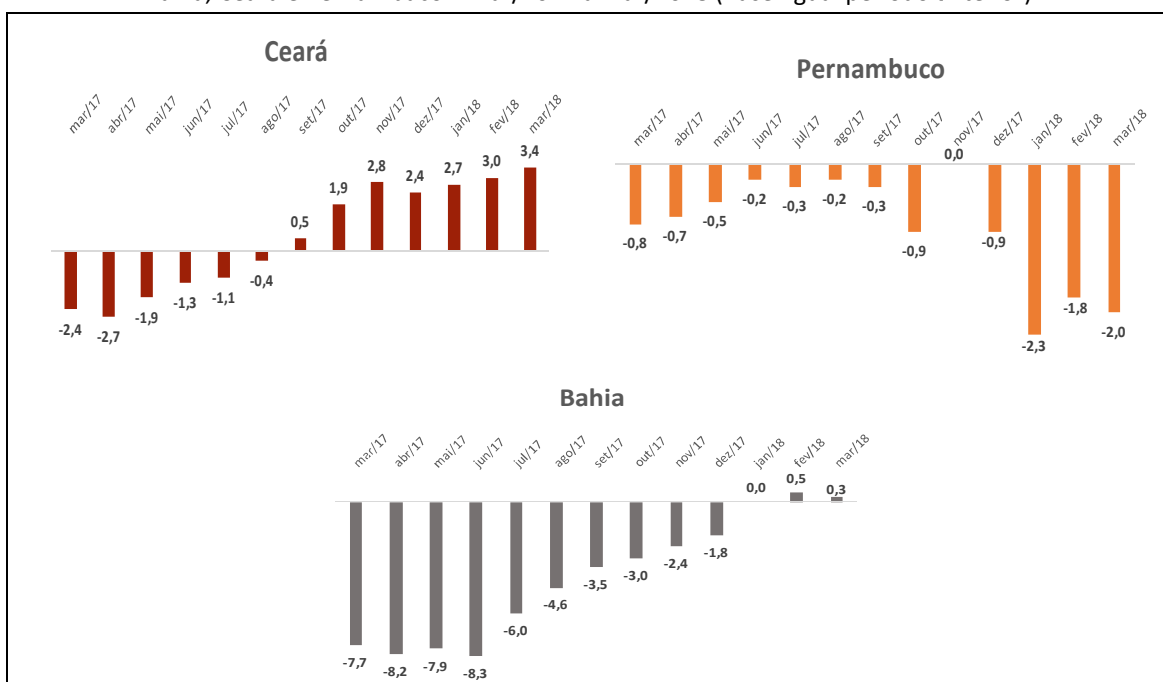 Ceará
mar/17 abr/17 mai/17 jun/17 jul/17 ago/17 set/17 out/17 nov/17 dez/17 jan/18 fev/18 mar/18
-2,4 -2,7 -1,9 -1,3 -1,1 -0,4 0,5 1,9 2,8 2,4 2,7 3,0 3,4
Pernambuco
mar/17 abr/17 mai/17 jun/17 jul/17 ago/17 set/17 out/17 nov/17 dez/17 jan/18 fev/18 mar/18
-0,8 -0,7 -0,5 -0,2 -0,3 -0,2 -0,3 -0,9 0,0 -0,9 -2,3 -1,8 -2,0
Bahia
mar/17 abr/17 mai/17 jun/17 jul/17 ago/17 set/17 out/17 nov/17 dez/17 jan/18 fev/18 mar/18
-7,7 -8,2 -7,9 -8,3 -6,0 -4,6 -3,5 -3,0 -2,4 -1,8 0,0 0,5 0,3